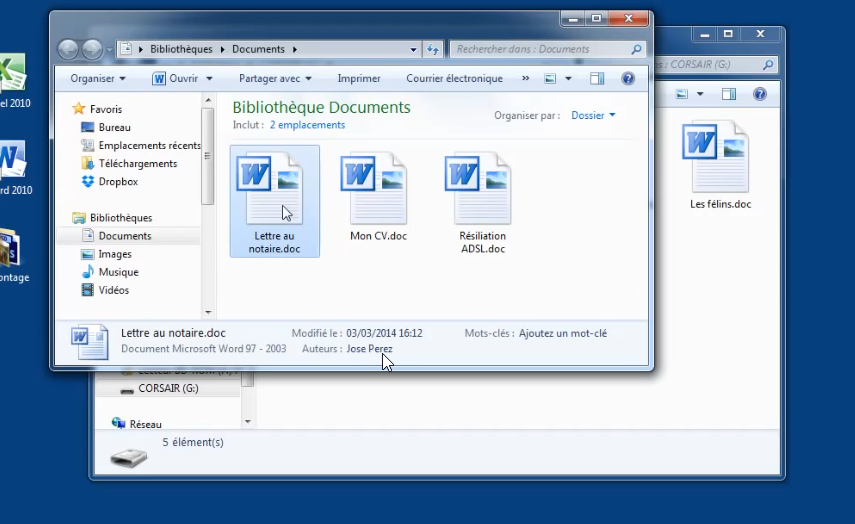 Bibliothèques Documents
Rechercher dans : Documents
Organiser Ouvrir Partager avec Imprimer Courrier électronique »
Favoris
Bureau
Emplacements récents
Téléchargements
Dropbox
Bibliothèques
Documents
Images
Musique
Vidéos
Bibliothèque Documents
Inclut : 2 emplacements
Organiser par : Dossier
Lettre au
notaire.doc
Mon CV.doc
Résiliation
ADSL.doc
Lettre au notaire.doc
Modifié le : 03/03/2014 16:12
Mots-clés : Ajoutez un mot-clé
Document Microsoft Word 97 - 2003
Auteurs : Jose Perez
: CORSAIR (G:)
Les félins.doc
CORSAIR (G:)
Réseau
5 élément(s)
el 2010
rd 2010
ontage